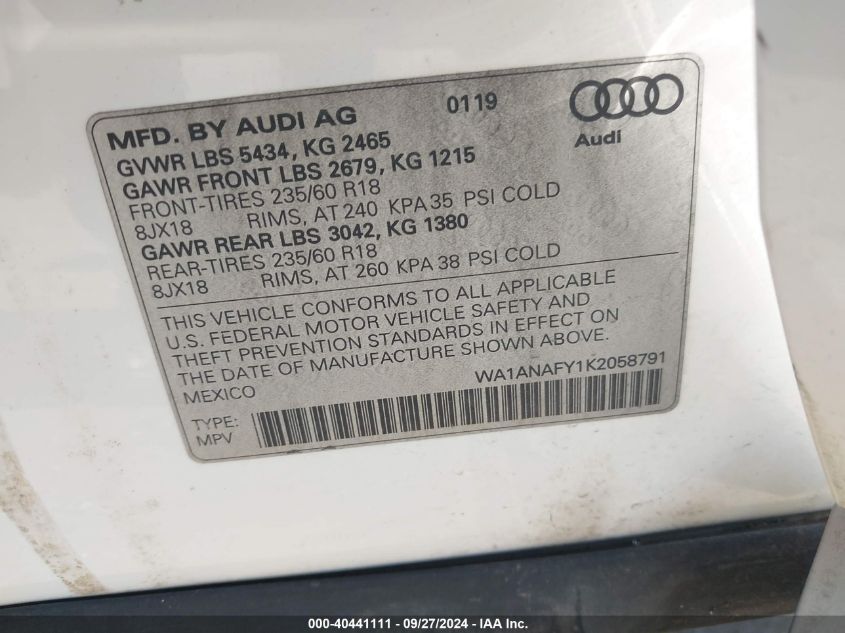 MFD. BY AUDI AG 0119
Audi
GVWR LBS 5434, KG 2465
GAWR FRONT LBS 2679, KG 1215
FRONT-TIRES 235/60 R18
8JX18 RIMS, AT 240 KPA 35 PSI COLD
GAWR REAR LBS 3042, KG 1380
REAR-TIRES 235/60 R18
8JX18 RIMS, AT 260 KPA 38 PSI COLD
THIS VEHICLE CONFORMS TO ALL APPLICABLE
U.S. FEDERAL MOTOR VEHICLE SAFETY AND
THEFT PREVENTION STANDARDS IN EFFECT ON
THE DATE OF MANUFACTURE SHOWN ABOVE.
MEXICO WA1ANAFY1K2058791
TYPE:
MPV
000-40441111 - 09/27/2024 - IAA Inc.